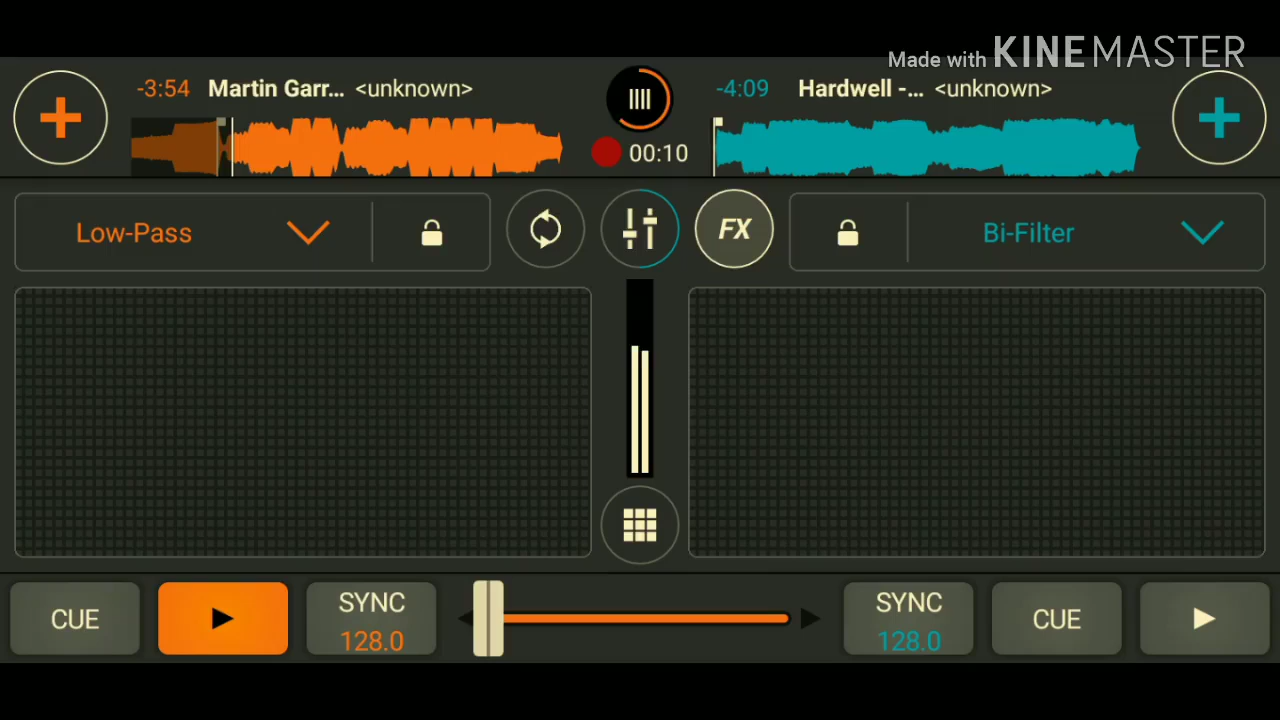 Made with KINEMASTER
-3:54 Martin Garr... <unknown>
-4:09 Hardwell -... <unknown>
00:10
Low-Pass
FX
Bi-Filter
CUE
SYNC
128.0
SYNC
128.0
CUE